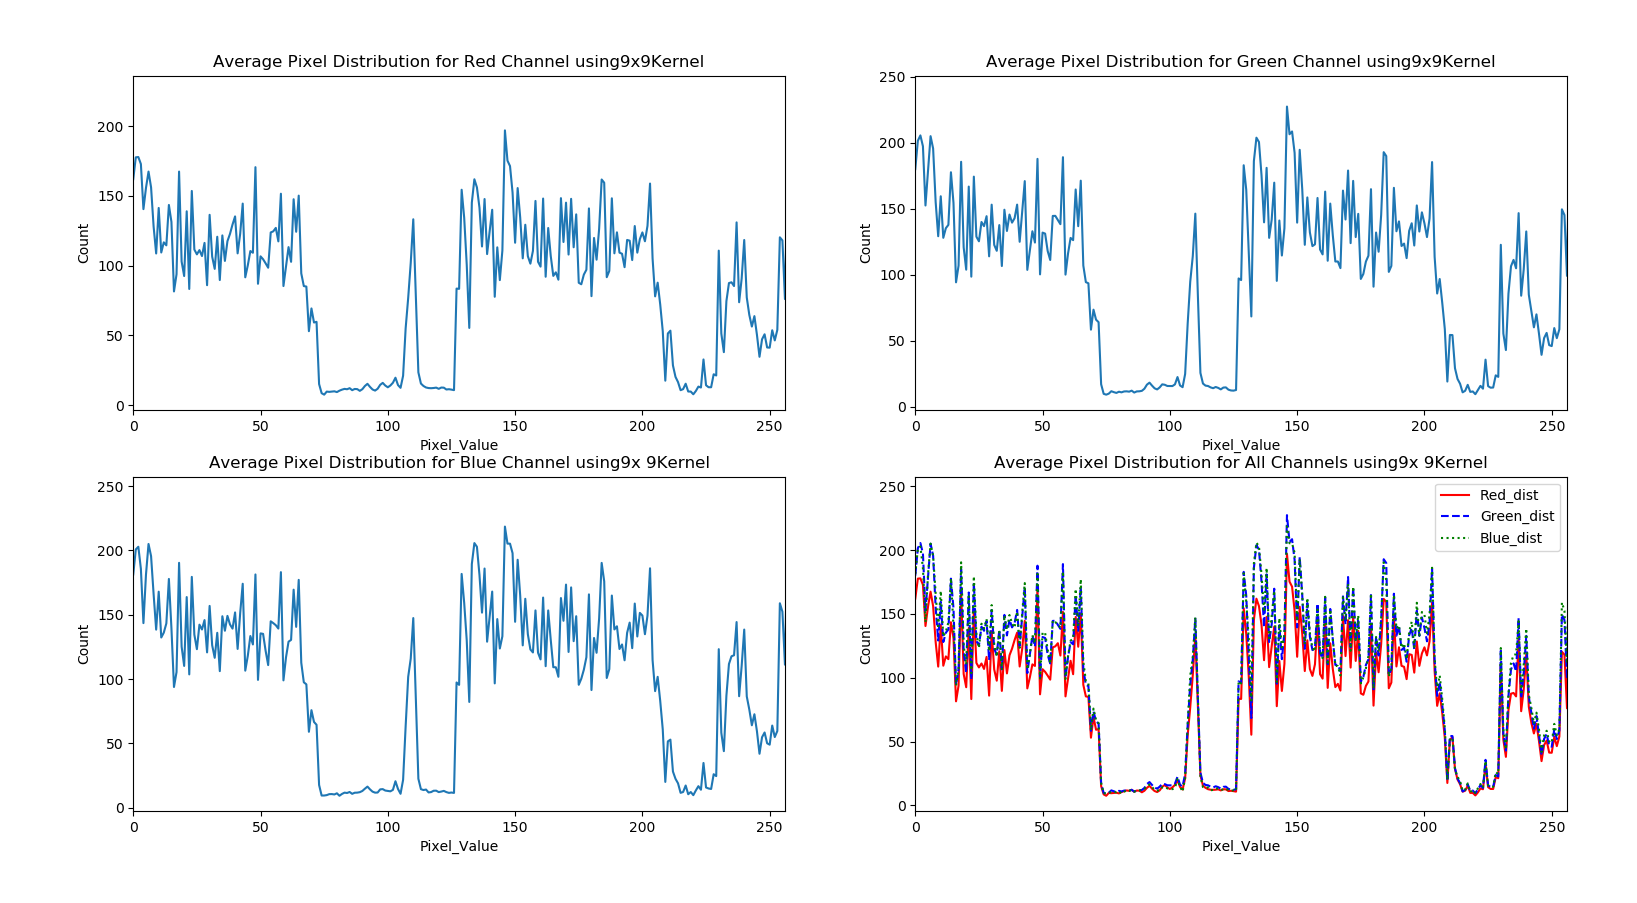 Average Pixel Distribution for Red Channel using9x9Kernel
Count
200
150
100
50
0
0 50 100 150 200 250
Pixel_Value
Average Pixel Distribution for Green Channel using9x9Kernel
Count
250
200
150
100
50
0
0 50 100 150 200 250
Pixel_Value
Average Pixel Distribution for Blue Channel using9x 9Kernel
Count
250
200
150
100
50
0
0 50 100 150 200 250
Pixel_Value
Average Pixel Distribution for All Channels using9x 9Kernel
Count
250
200
150
100
50
0
0 50 100 150 200 250
Pixel_Value
Red_dist
Green_dist
Blue_dist